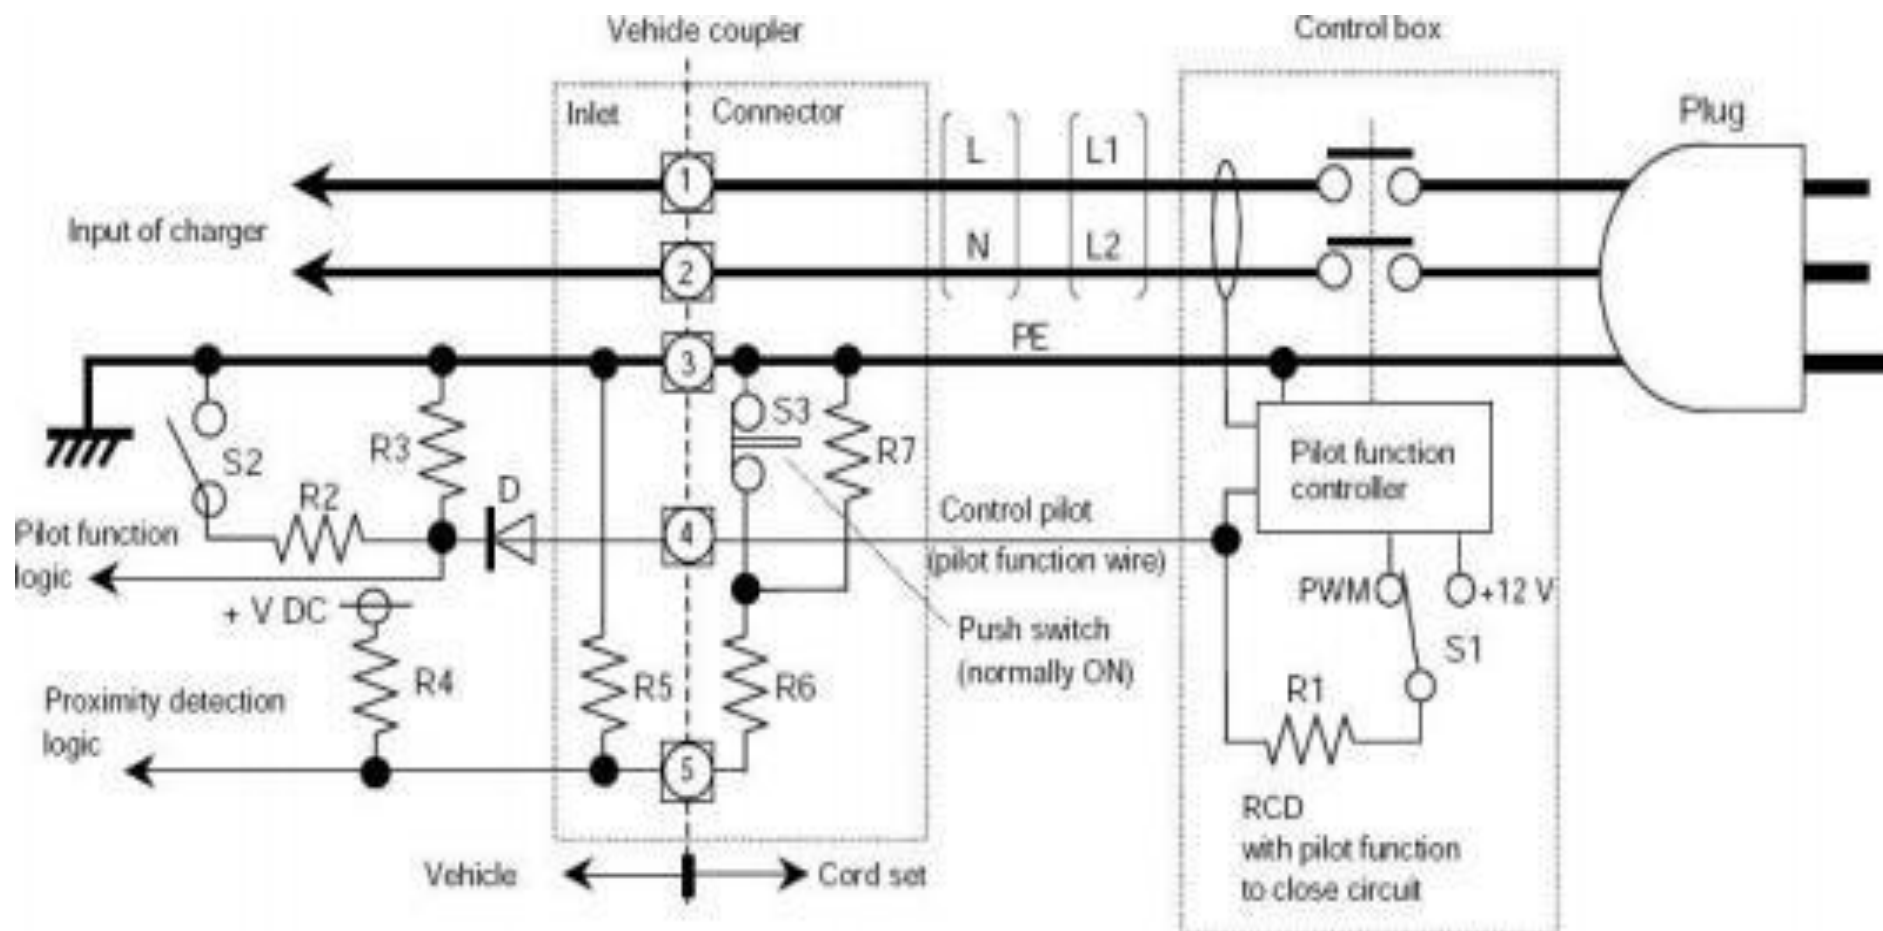 Vehicle coupler
Control box
Inlet
Connector
Plug
L
L1
1
Input of charger
N
L2
2
PE
3
S3
S2
R3
R7
Pilot function
controller
R2
D
Control pilot
4
(pilot function wire)
Pilot function
logic
PWM
+12 V
+ V DC
Push switch
(normally ON)
S1
R4
R5
R6
R1
Proximity detection
logic
5
RCD
with pilot function
to close circuit
Vehicle
Cord set